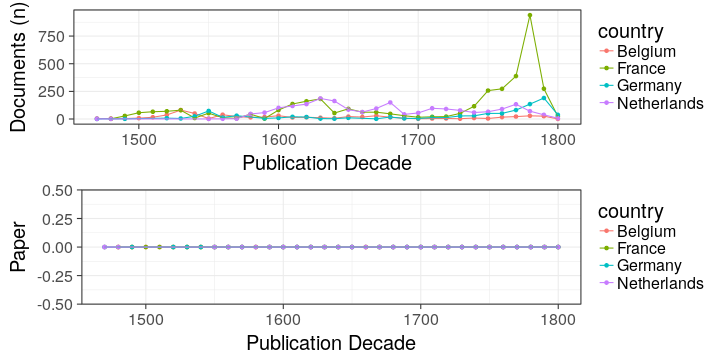 Documents (n)
750
500
250
0
1500
1600
1700
1800
Publication Decade
country
Belgium
France
Germany
Netherlands
Paper
0.50
0.25
0.00
-0.25
-0.50
1500
1600
1700
1800
Publication Decade
country
Belgium
France
Germany
Netherlands